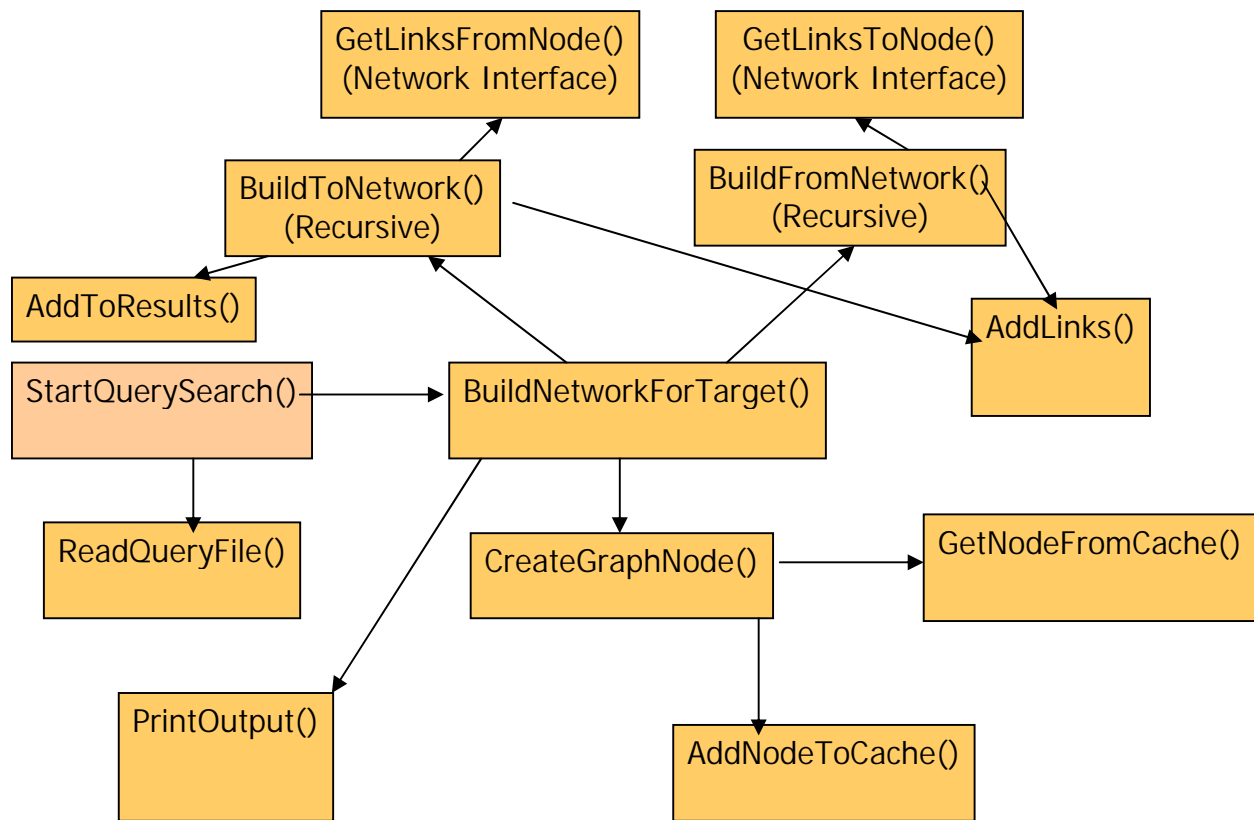 GetLinksFromNode()
(Network Interface)
GetLinksToNode()
(Network Interface)
BuildToNetwork()
(Recursive)
BuildFromNetwork()
(Recursive)
AddToResults()
AddLinks()
StartQuerySearch()
BuildNetworkForTarget()
ReadQueryFile()
CreateGraphNode()
GetNodeFromCache()
PrintOutput()
AddNodeToCache()